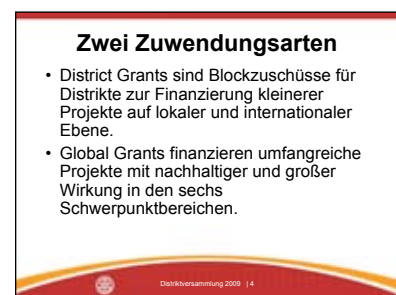 Zwei Zuwendungsarten
• District Grants sind Blockzuschüsse für
Distrikte zur Finanzierung kleinerer
Projekte auf lokaler und internationaler
Ebene.
• Global Grants finanzieren umfangreiche
Projekte mit nachhaltiger und großer
Wirkung in den sechs
Schwerpunktbereichen.
Distriktversammlung 2009 | 4